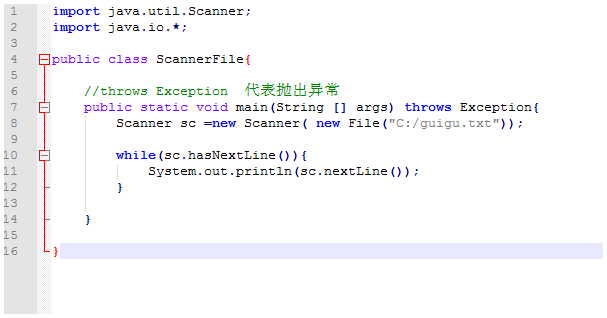 1 import java.util.Scanner;
2 import java.io.*;
3
4 public class ScannerFile{
5
6 //throws Exception  代表抛出异常
7 public static void main(String [] args) throws Exception{
8 Scanner sc =new Scanner( new File("C:/guigu.txt"));
9
10 while(sc.hasNextLine()){
11 System.out.println(sc.nextLine());
12 }
13
14 }
15
16 }